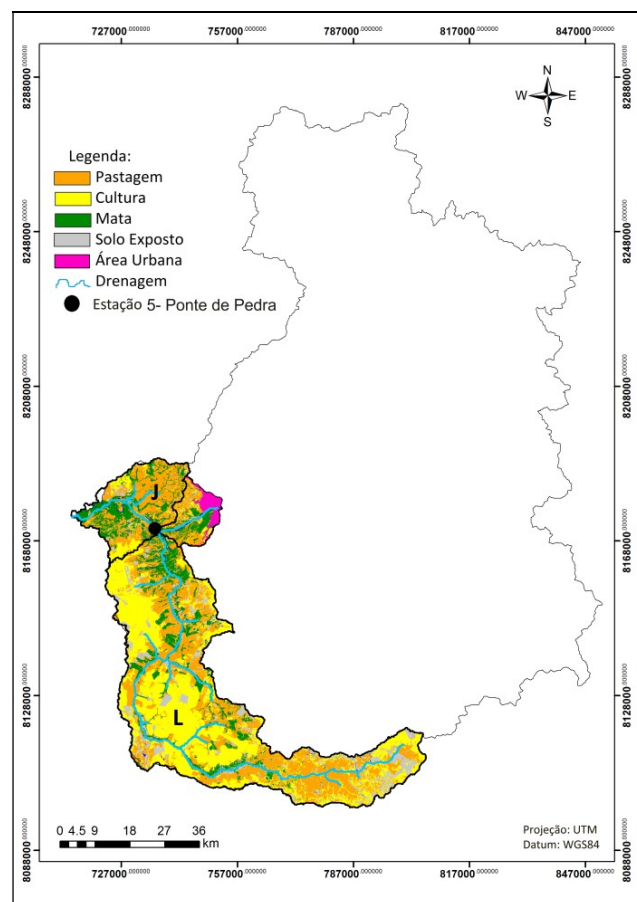 727000.000000 757000.000000 787000.000000 817000.000000 847000.000000
8288000.000000
8288000.000000
N
W E
S
Legenda:
Pastagem
Cultura
Mata
Solo Exposto
Área Urbana
Drenagem
Estação 5- Ponte de Pedra
8248000.000000
8248000.000000
8208000.000000
8208000.000000
J
8168000.000000
8168000.000000
8128000.000000
8128000.000000
L
0 4.5 9 18 27 36
km
Projeção: UTM
Datum: WGS84
8088000.000000
8088000.000000
727000.000000 757000.000000 787000.000000 817000.000000 847000.000000